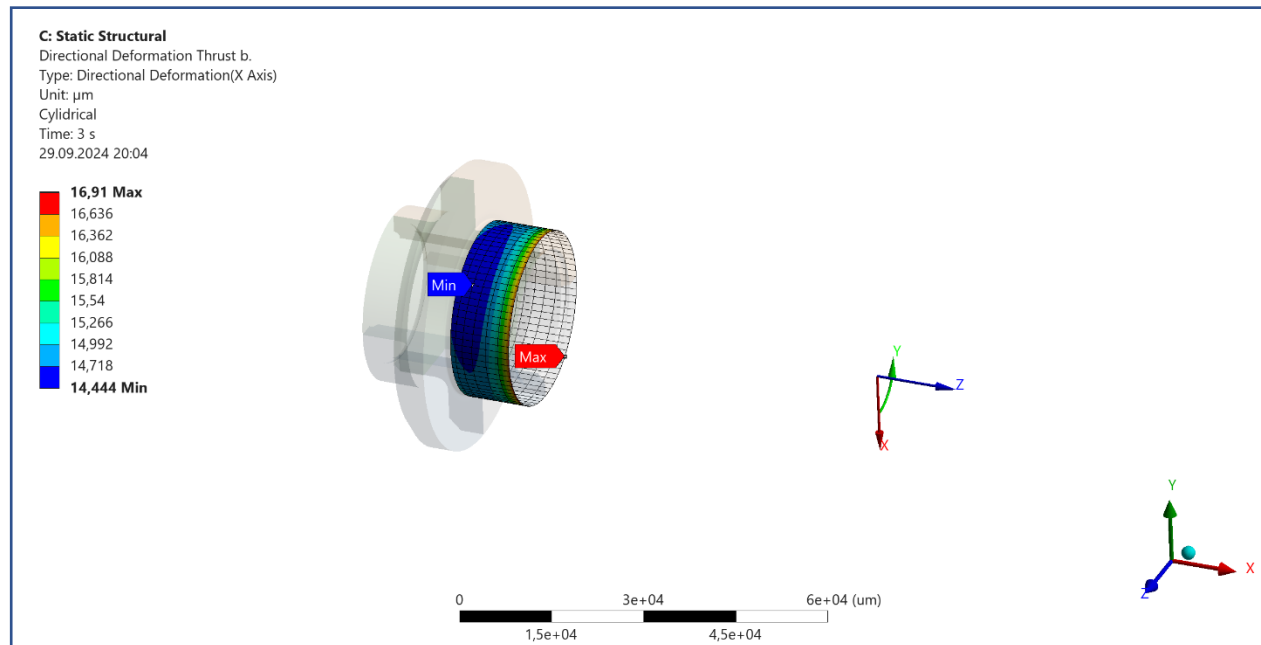 C: Static Structural
Directional Deformation Thrust b.
Type: Directional Deformation(X Axis)
Unit: µm
Cylidrical
Time: 3 s
29.09.2024 20:04
16,91 Max
16,636
16,362
16,088
15,814
15,54
15,266
14,992
14,718
14,444 Min
Min
Max
Y
Z
X
Y
X
Z
0
3e+04
6e+04 (um)
1,5e+04
4,5e+04